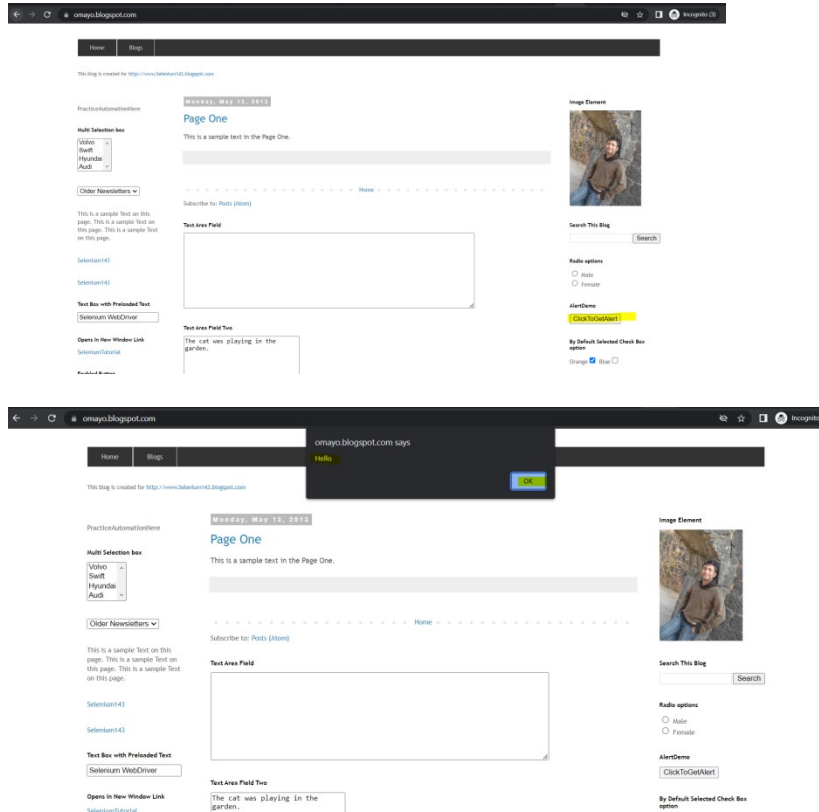 omayo.blogspot.com
Incognito (3)
Home Blogs
This blog is created for http://www.Selenium143.blogspot.com
PracticeAutomationHere
Multi Selection box
Volvo
Swift
Hyundai
Audi
Older Newsletters
This is a sample Text on this
page. This is a sample Text on
this page. This is a sample Text
on this page.
Selenium143
Selenium143
Text Box with Preloaded Text
Selenium WebDriver
Opens in New Window Link
SeleniumTutorial
Enabled Button
Monday, May 13, 2013
Page One
This is a sample text in the Page One.
Home
Subscribe to: Posts (Atom)
Text Area Field
Text Area Field Two
The cat was playing in the
garden.
Image Element
Search This Blog
Search
Radio options
Male
Female
AlertDemo
ClickToGetAlert
By Default Selected Check Box
option
Orange Blue
omayo.blogspot.com
Incognito
omayo.blogspot.com says
Hello
OK
Home Blogs
This blog is created for http://www.Selenium143.blogspot.com
PracticeAutomationHere
Multi Selection box
Volvo
Swift
Hyundai
Audi
Older Newsletters
This is a sample Text on this
page. This is a sample Text on
this page. This is a sample Text
on this page.
Selenium143
Selenium143
Text Box with Preloaded Text
Selenium WebDriver
Opens in New Window Link
SeleniumTutorial
Monday, May 13, 2013
Page One
This is a sample text in the Page One.
Home
Subscribe to: Posts (Atom)
Text Area Field
Text Area Field Two
The cat was playing in the
garden.
Image Element
Search This Blog
Search
Radio options
Male
Female
AlertDemo
ClickToGetAlert
By Default Selected Check Box
option